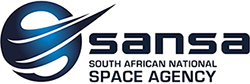 sansa
SOUTH AFRICAN NATIONAL
SPACE AGENCY